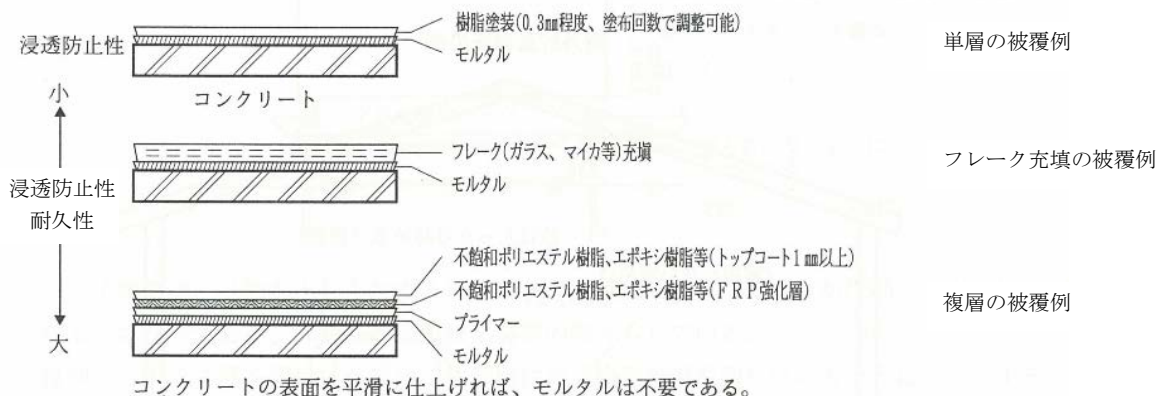 浸透防止性
樹脂塗装(0.3㎜程度、塗布回数で調整可能)
モルタル
単層の被覆例
コンクリート
小
フレーク(ガラス、マイカ等)充塡
モルタル
フレーク充填の被覆例
浸透防止性
耐久性
大
不飽和ポリエステル樹脂、エポキシ樹脂等(トップコート1㎜以上)
不飽和ポリエステル樹脂、エポキシ樹脂等(FRP強化層)
プライマー
モルタル
複層の被覆例
コンクリートの表面を平滑に仕上げれば、モルタルは不要である。